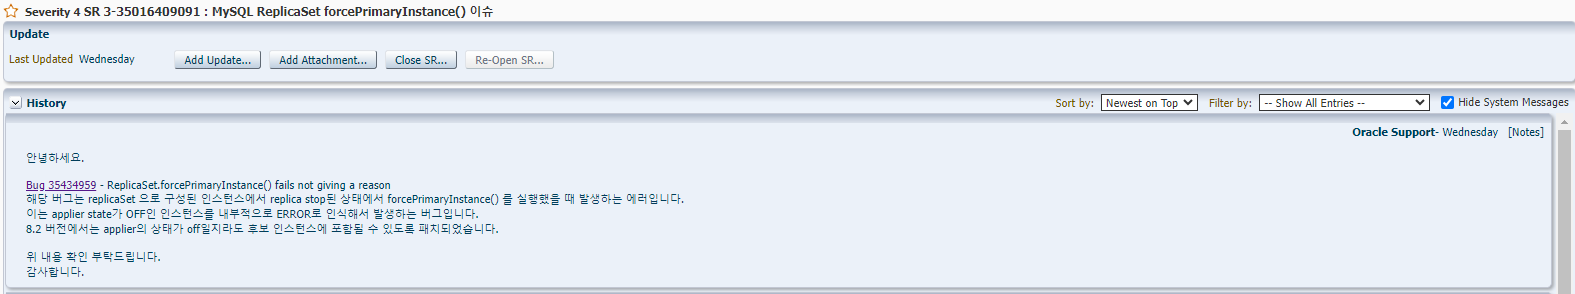 Severity 4 SR 3-35016409091 : MySQL ReplicaSet forcePrimaryInstance() 이슈
Update
Last Updated Wednesday Add Update... Add Attachment... Close SR... Re-Open SR...
History Sort by: Newest on Top Filter by: -- Show All Entries -- Hide System Messages
Oracle Support- Wednesday [Notes]
안녕하세요.
Bug 35434959 - ReplicaSet.forcePrimaryInstance() fails not giving a reason
해당 버그는 replicaSet 으로 구성된 인스턴스에서 replica stop된 상태에서 forcePrimaryInstance() 를 실행했을 때 발생하는 에러입니다.
이는 applier state가 OFF인 인스턴스를 내부적으로 ERROR로 인식해서 발생하는 버그입니다.
8.2 버전에서는 applier의 상태가 off일지라도 후보 인스턴스에 포함될 수 있도록 패치되었습니다.
위 내용 확인 부탁드립니다.
감사합니다.